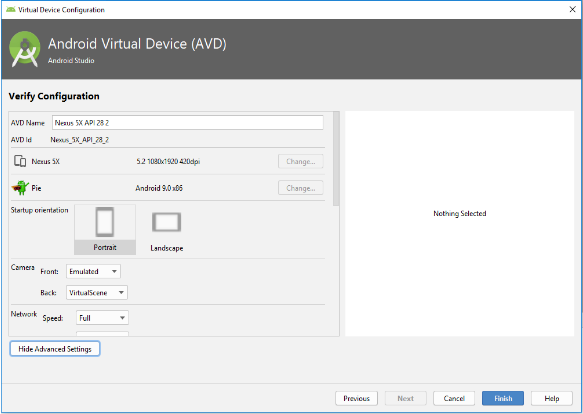 Virtual Device Configuration
Android Virtual Device (AVD)
Android Studio
Verify Configuration
AVD Name Nexus 5X API 28 2
AVD Id Nexus_5X_API_28_2
Nexus 5X 5.2 1080x1920 420dpi Change...
Pie Android 9.0 x86 Change...
Startup orientation
Portrait Landscape
Nothing Selected
Camera Front: Emulated
Back: VirtualScene
Network Speed: Full
Hide Advanced Settings
Previous Next Cancel Finish Help